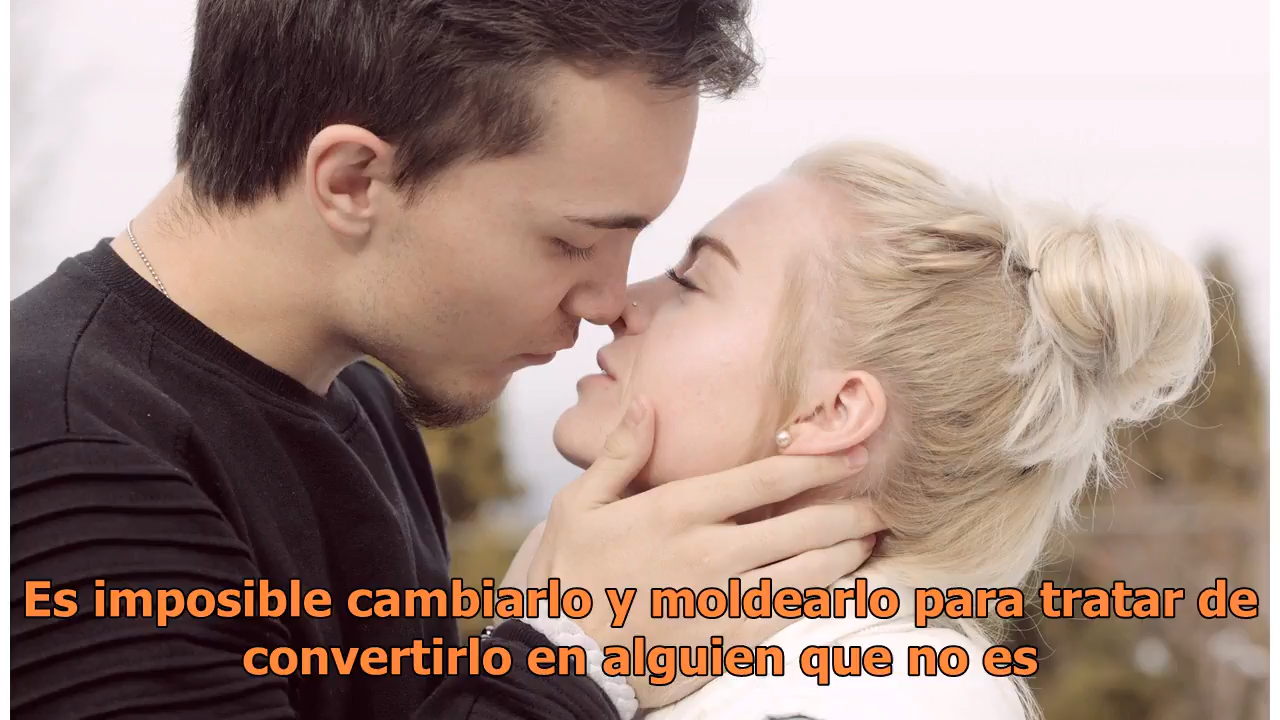 Es imposible cambiarlo y moldearlo para tratar de
convertirlo en alguien que no es